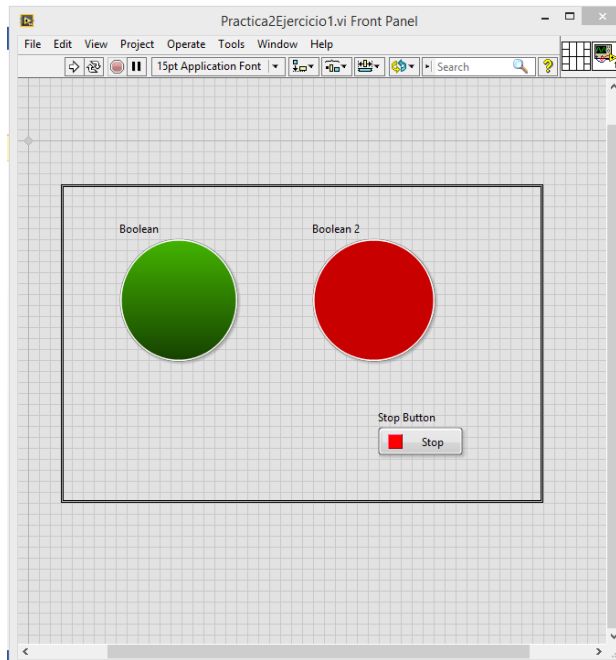 Practica2Ejercicio1.vi Front Panel
File Edit View Project Operate Tools Window Help
15pt Application Font Search ?
Boolean Boolean 2
Stop Button
Stop